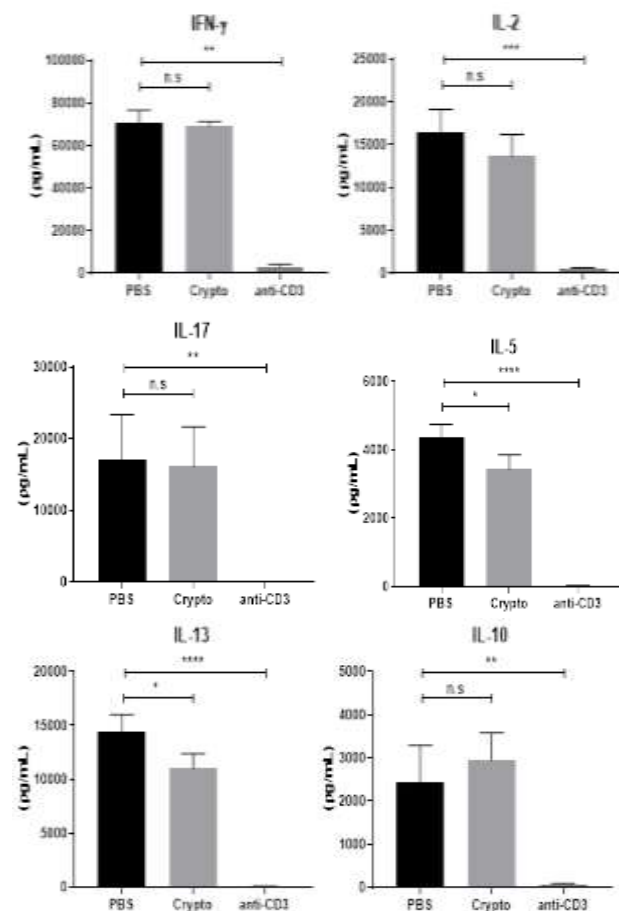 IFN-γ
**
n.s
100000
80000
60000
40000
20000
0
(pg/mL)
PBS Crypto anti-CD3
IL-2
***
n.s
25000
20000
15000
10000
5000
0
(pg/mL)
PBS Crypto anti-CD3
IL-17
**
n.s
30000
20000
10000
0
(pg/mL)
PBS Crypto anti-CD3
IL-5
****
*
6000
4000
2000
0
(pg/mL)
PBS Crypto anti-CD3
IL-13
****
*
20000
15000
10000
5000
0
(pg/mL)
PBS Crypto anti-CD3
IL-10
**
n.s
5000
4000
3000
2000
1000
0
(pg/mL)
PBS Crypto anti-CD3